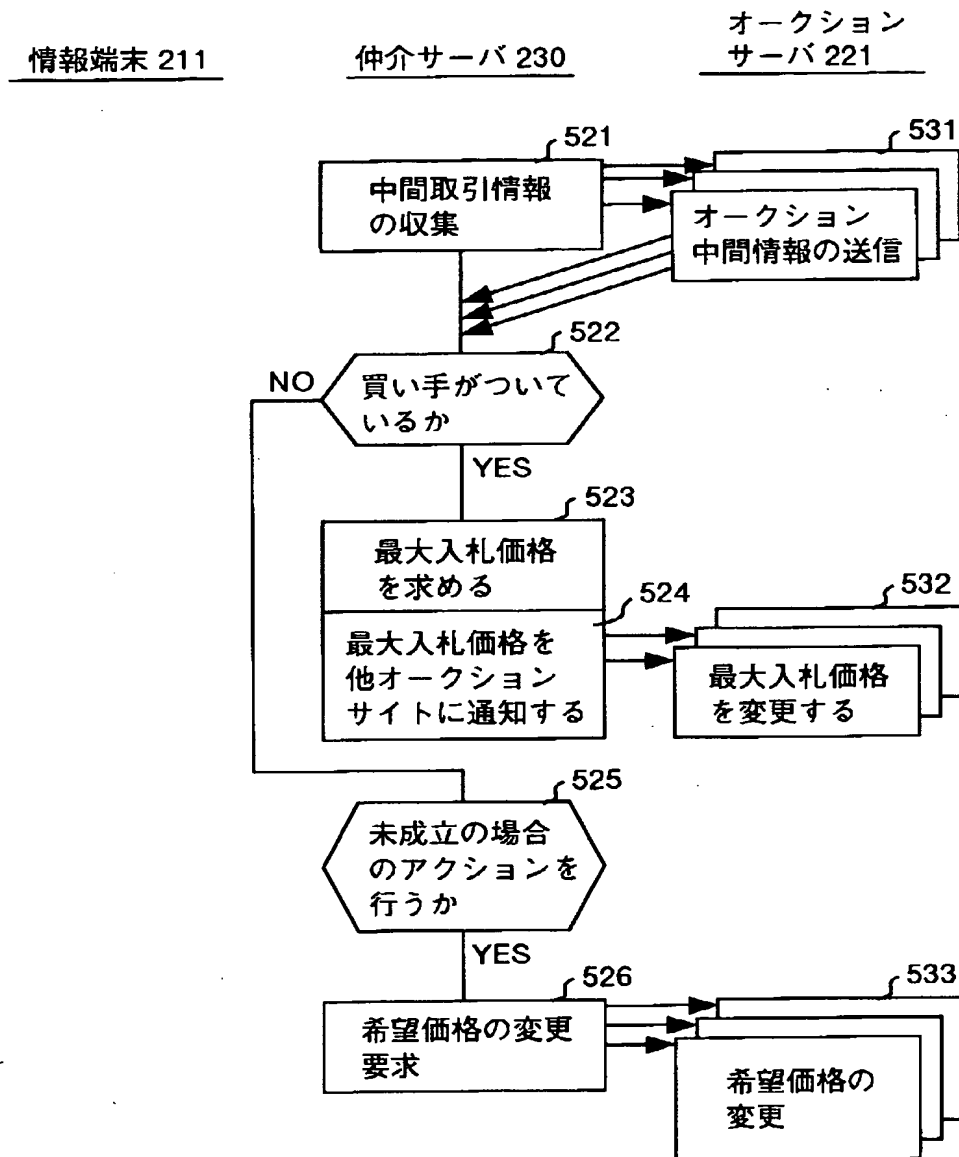 情報端末 211
仲介サーバ 230
オークション
サーバ 221
521
中間取引情報
の収集
531
オークション
中間情報の送信
522
買い手がついて
いるか
NO
YES
523
最大入札価格
を求める
524
最大入札価格を
他オークション
サイトに通知する
532
最大入札価格
を変更する
525
未成立の場合
のアクションを
行うか
YES
526
希望価格の変更
要求
533
希望価格の
変更